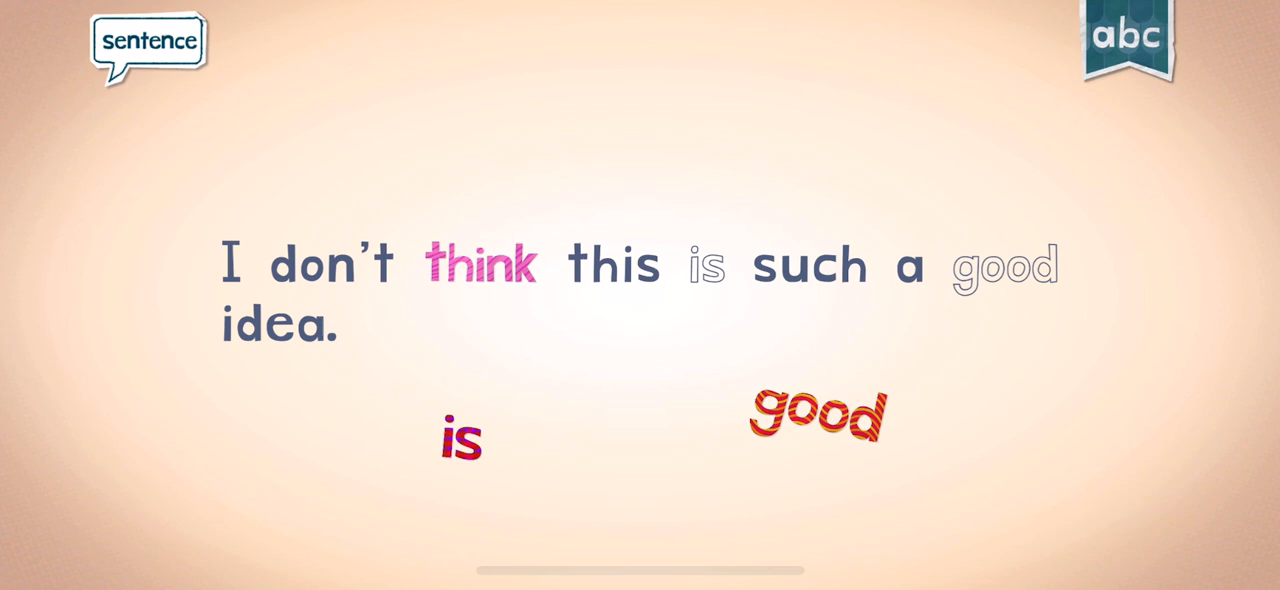 sentence
abc
I don't think this is such a good
idea.
is
good